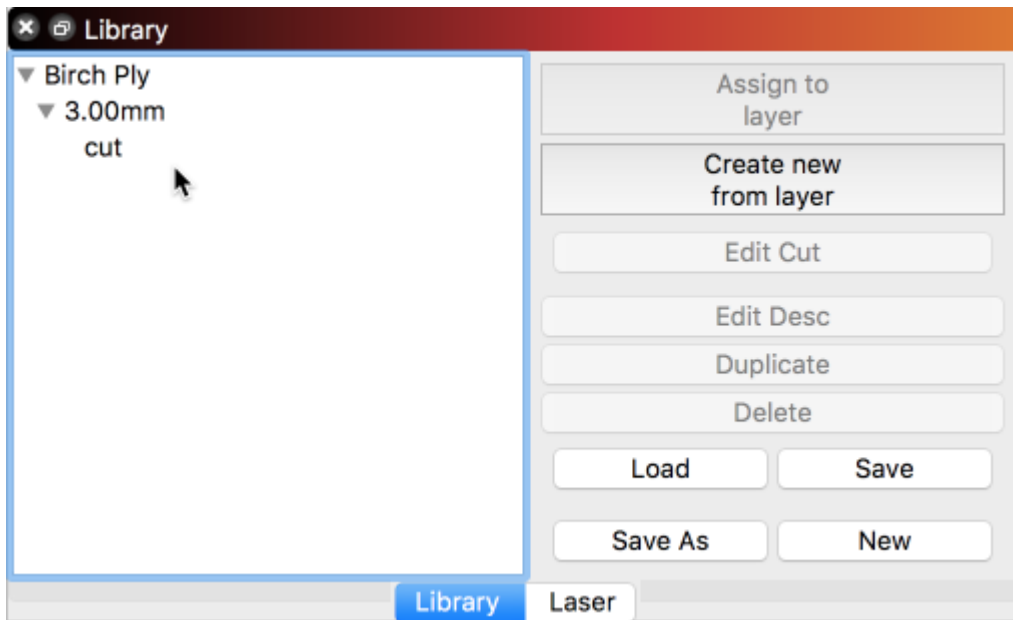 Library
Birch Ply
3.00mm
cut
Assign to
layer
Create new
from layer
Edit Cut
Edit Desc
Duplicate
Delete
Load
Save
Save As
New
Library
Laser